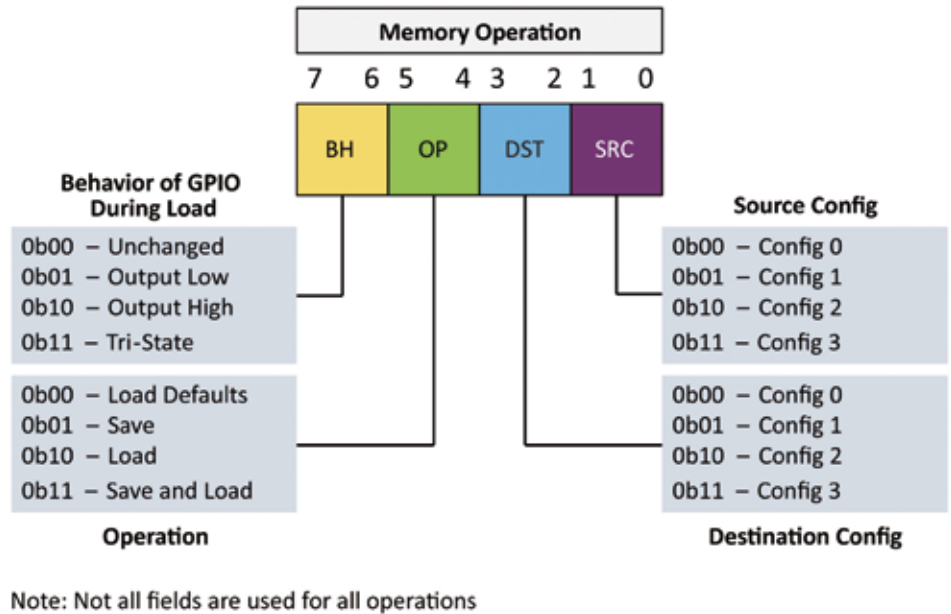 Memory Operation
7 6 5 4 3 2 1 0
BH OP DST SRC
Behavior of GPIO
During Load
0b00 – Unchanged
0b01 – Output Low
0b10 – Output High
0b11 – Tri-State
0b00 – Load Defaults
0b01 – Save
0b10 – Load
0b11 – Save and Load
Operation
Source Config
0b00 – Config 0
0b01 – Config 1
0b10 – Config 2
0b11 – Config 3
0b00 – Config 0
0b01 – Config 1
0b10 – Config 2
0b11 – Config 3
Destination Config
Note: Not all fields are used for all operations